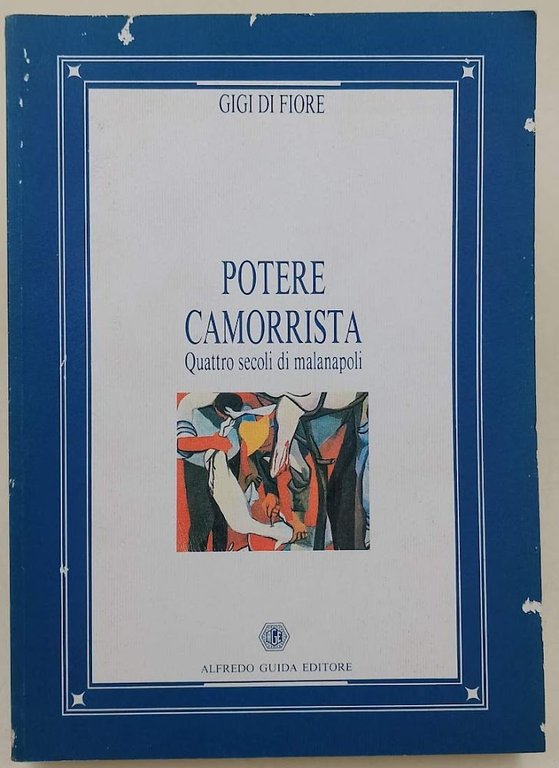 GIGI DI FIORE
POTERE
CAMORRISTA
Quattro secoli di malanapoli
ALFREDO GUIDA EDITORE